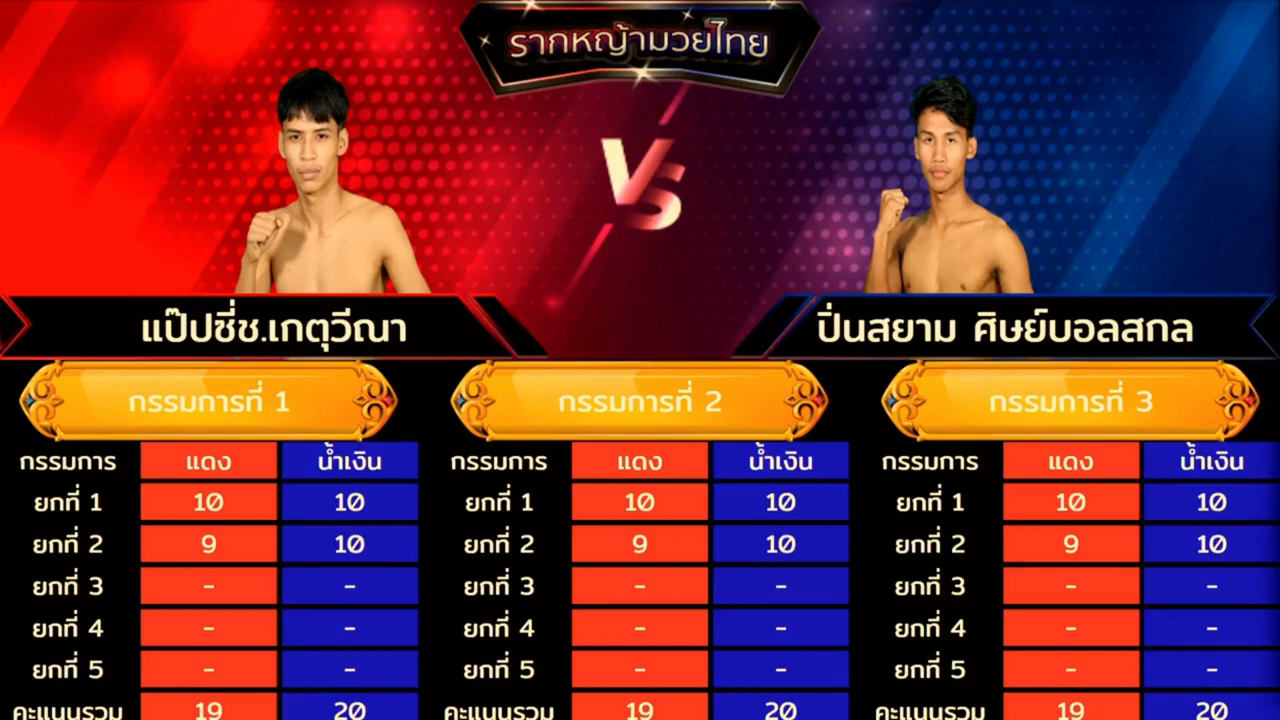 รากหญ้ามวยไทย
VS
แป๊ปซี่ช.เกตุวีณา
ปิ่นสยาม ศิษย์บอลสกล
กรรมการที่ 1
กรรมการที่ 2
กรรมการที่ 3
กรรมการ แดง น้ำเงิน กรรมการ แดง น้ำเงิน กรรมการ แดง น้ำเงิน
ยกที่ 1 10 10 ยกที่ 1 10 10 ยกที่ 1 10 10
ยกที่ 2 9 10 ยกที่ 2 9 10 ยกที่ 2 9 10
ยกที่ 3 - - ยกที่ 3 - - ยกที่ 3 - -
ยกที่ 4 - - ยกที่ 4 - - ยกที่ 4 - -
ยกที่ 5 - - ยกที่ 5 - - ยกที่ 5 - -
คะแนนรวม 19 20 คะแนนรวม 19 20 คะแนนรวม 19 20